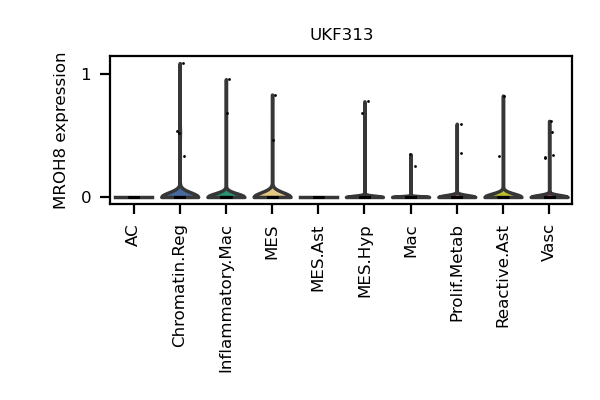 UKF313
MROH8 expression
1
0
AC
Chromatin.Reg
Inflammatory.Mac
MES
MES.Ast
MES.Hyp
Mac
Prolif.Metab
Reactive.Ast
Vasc